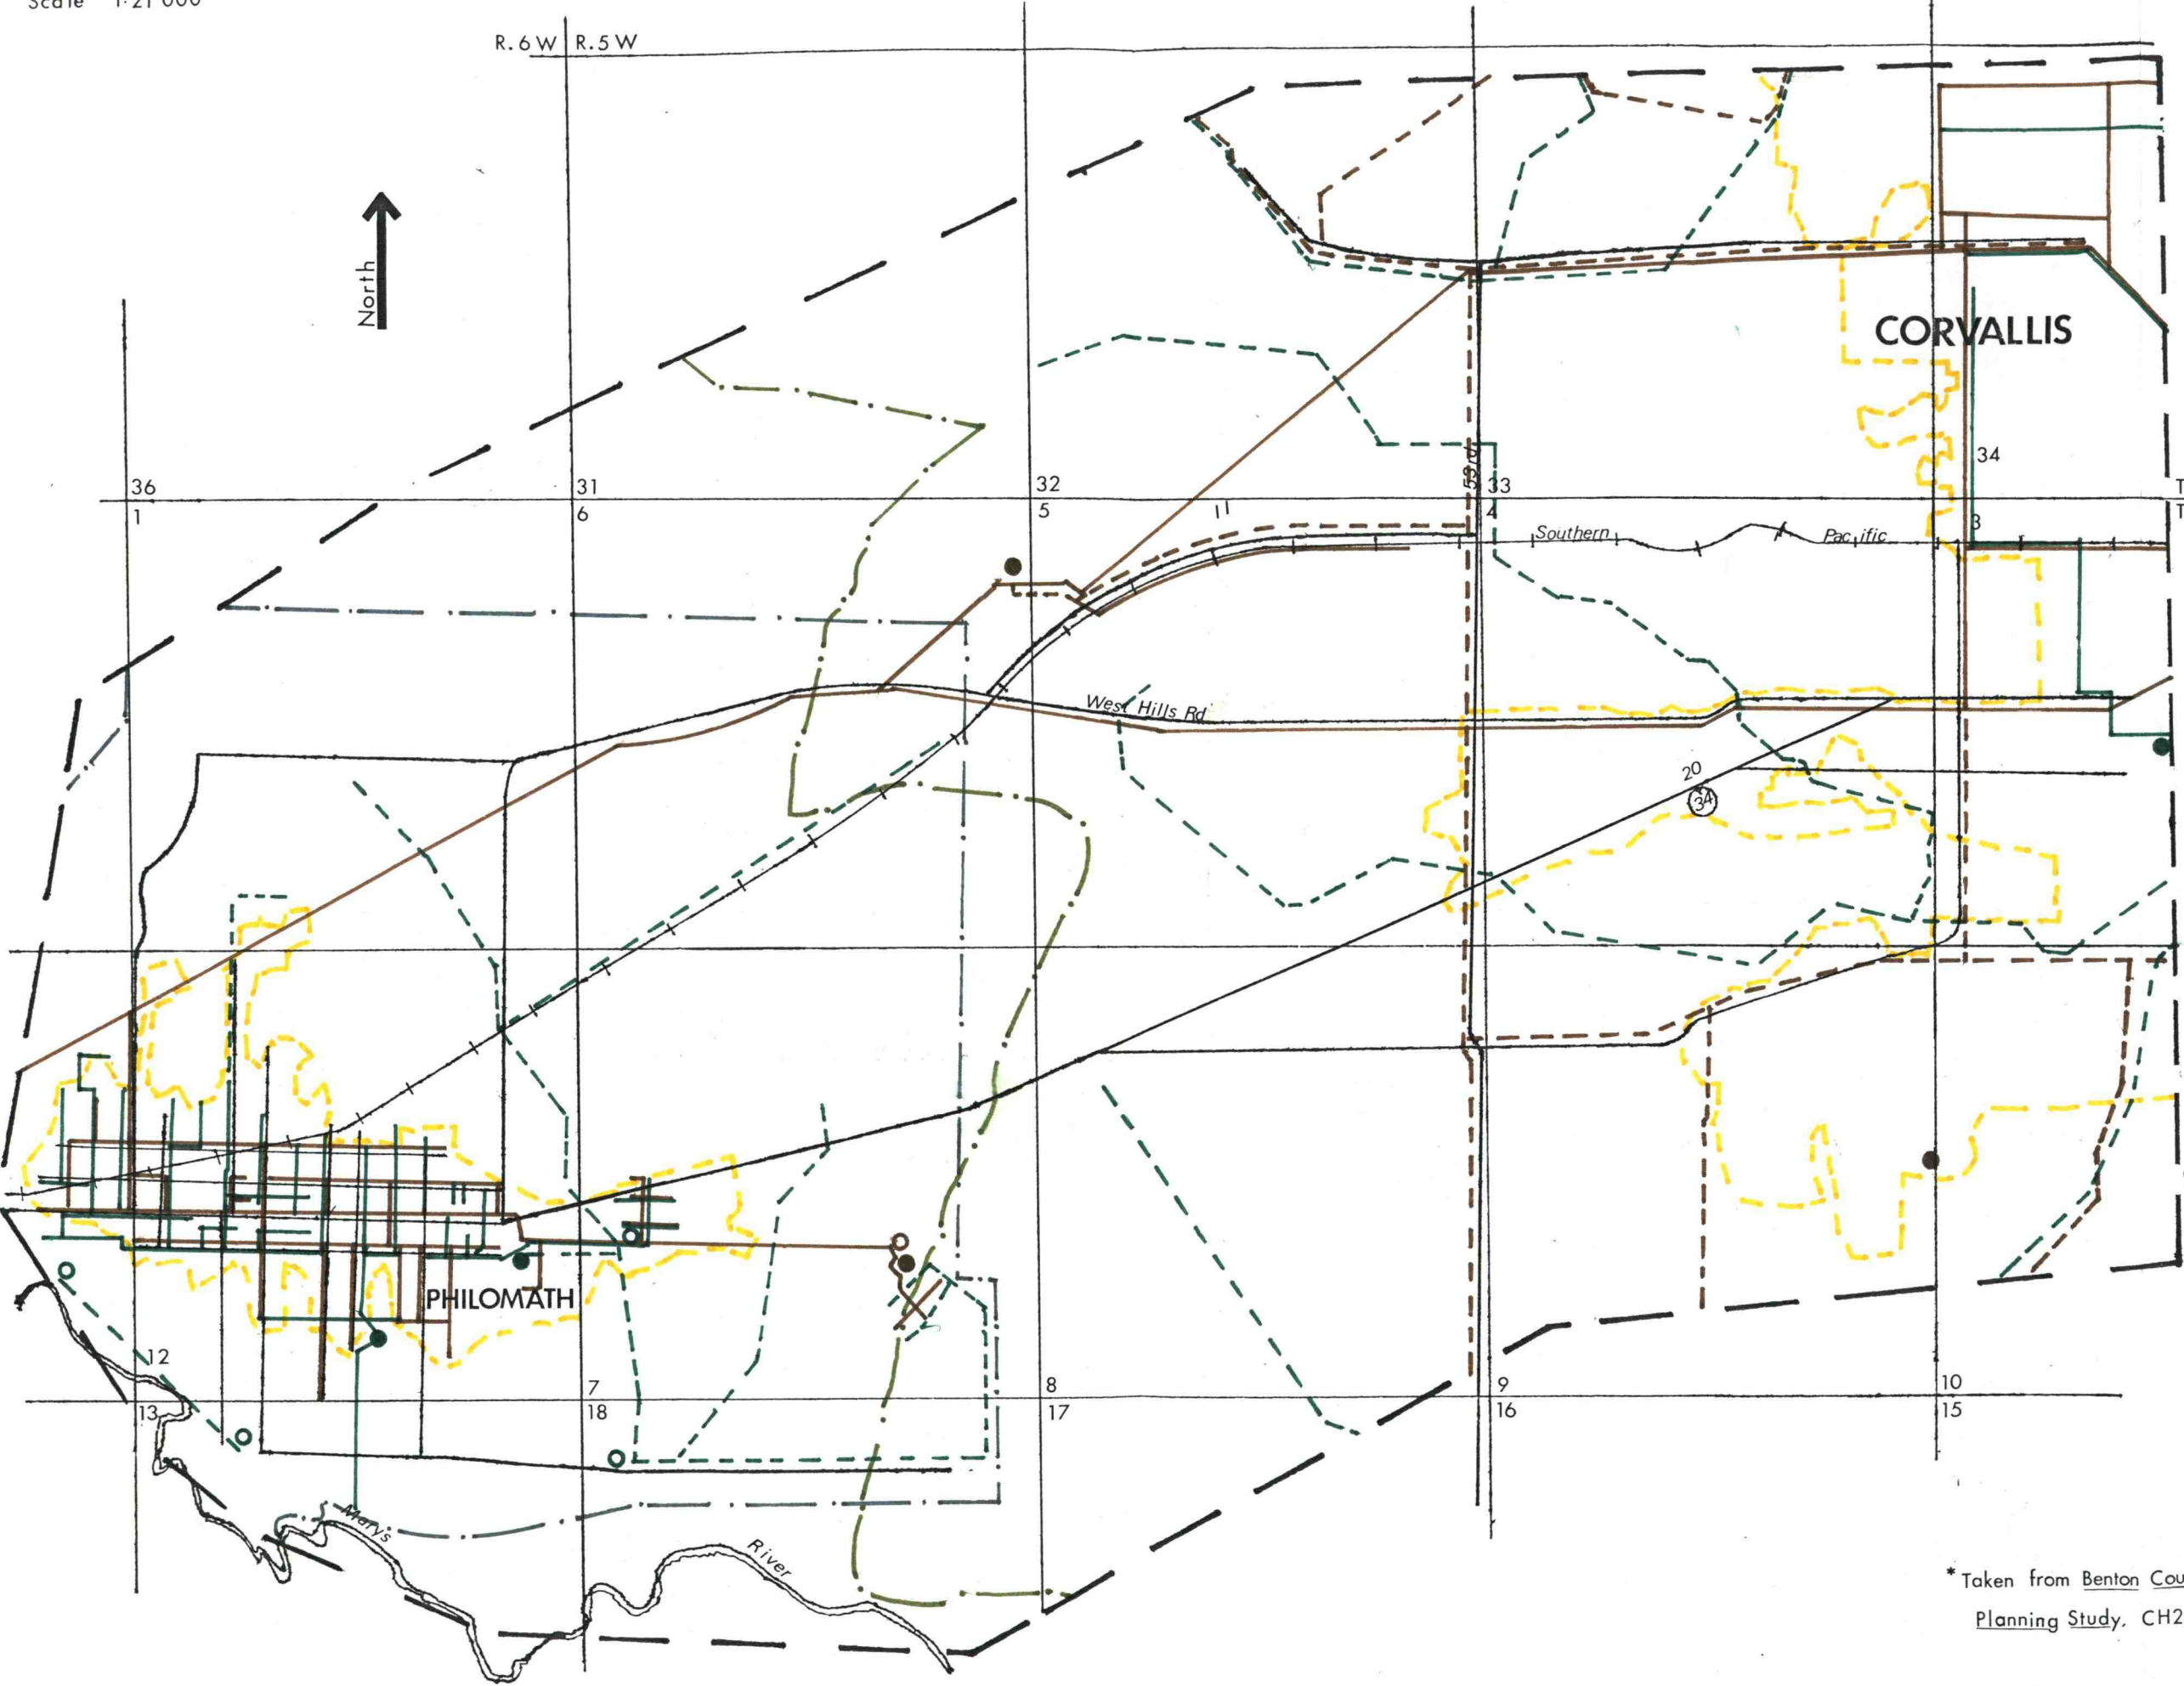 Scale 1:21 000
R.6W R.5W
North
CORVALLIS
53rd
34
36
31
32
33
1
6
5
4
3
11
Southern
Pacific
West Hills Rd
20
34
PHILOMATH
12
7
8
9
10
13
18
17
16
15
Marys
River
* Taken from Benton Cou
Planning Study, CH2